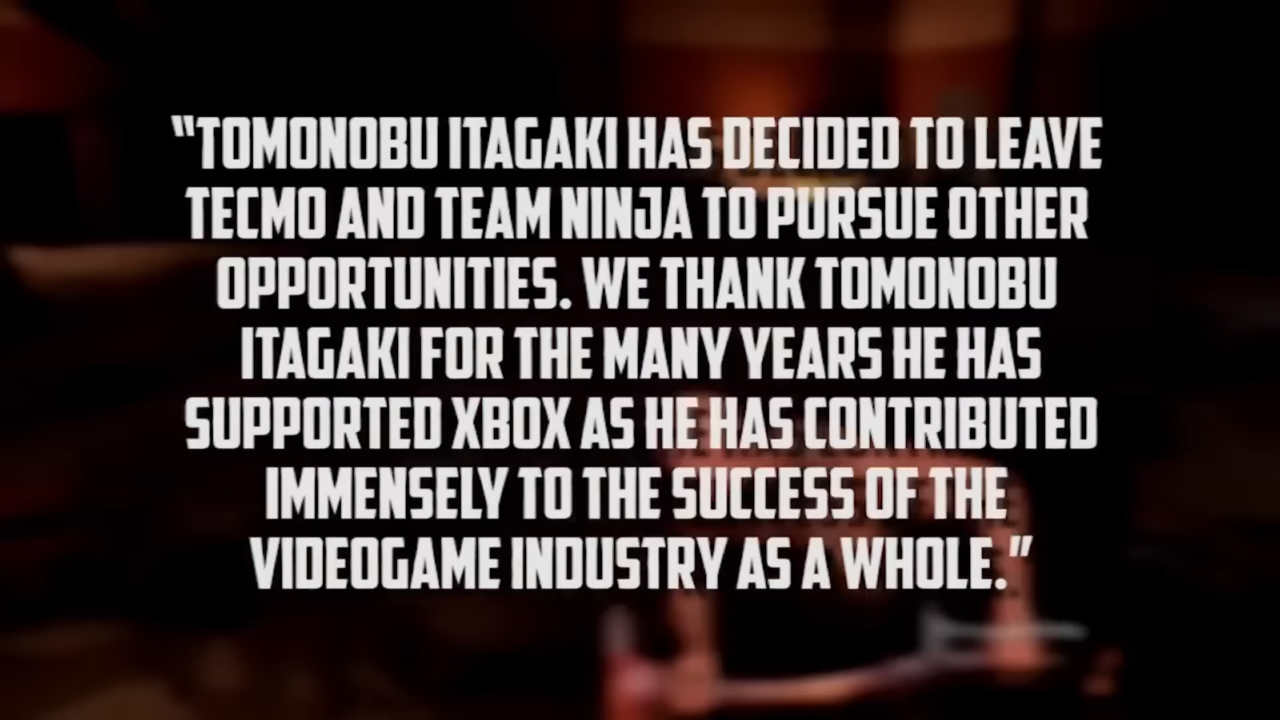 “TOMONOBU ITAGAKI HAS DECIDED TO LEAVE
TECMO AND TEAM NINJA TO PURSUE OTHER
OPPORTUNITIES. WE THANK TOMONOBU
ITAGAKI FOR THE MANY YEARS HE HAS
SUPPORTED XBOX AS HE HAS CONTRIBUTED
IMMENSELY TO THE SUCCESS OF THE
VIDEOGAME INDUSTRY AS A WHOLE.”